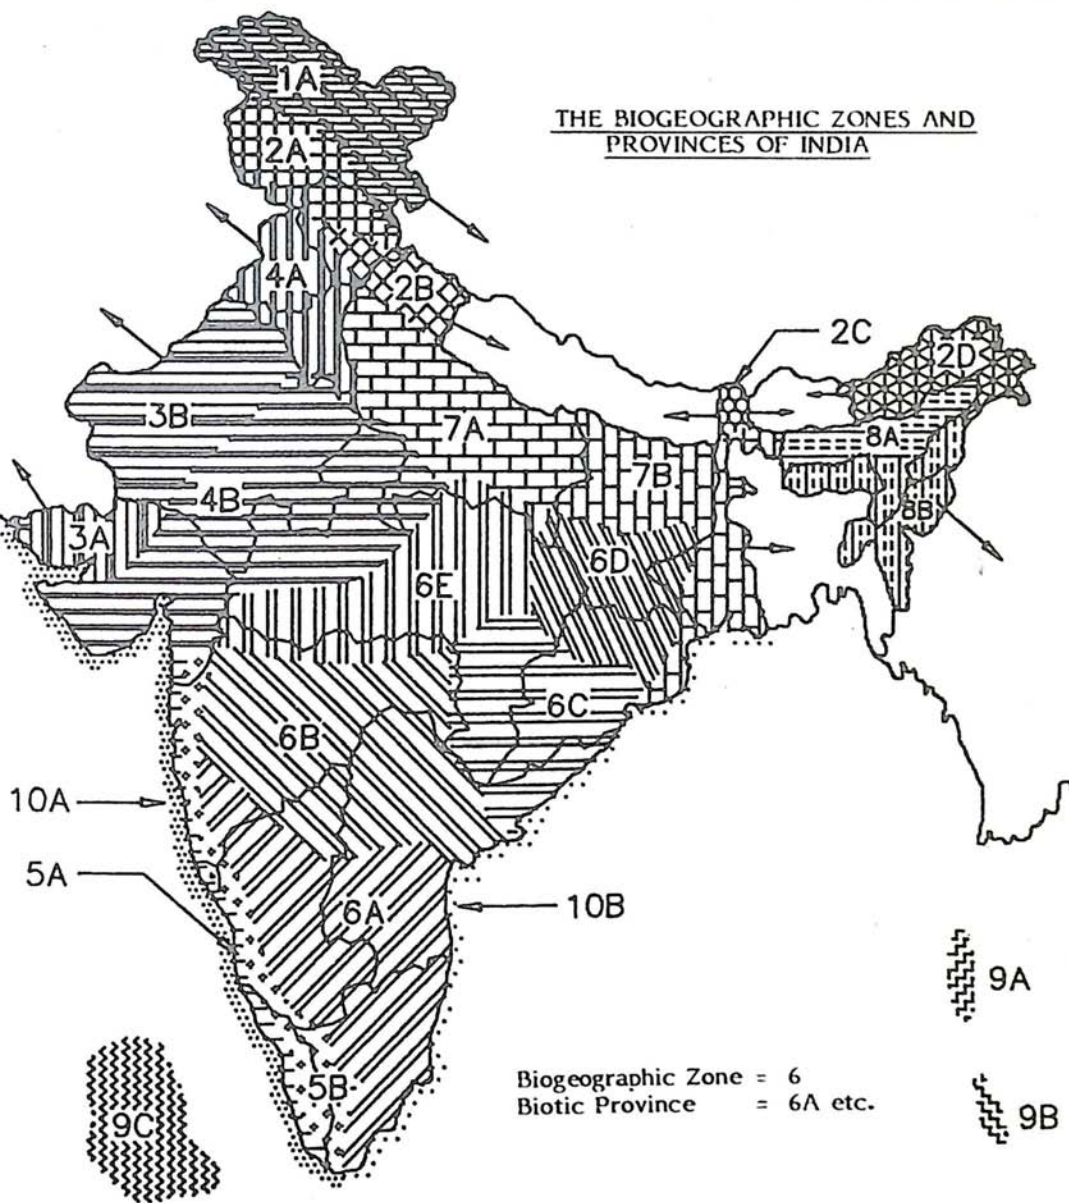 1A
THE BIOGEOGRAPHIC ZONES AND
PROVINCES OF INDIA
2A
4A
2B
2C
2D
3B
7A
8A
7B
4B
8B
3A
6D
6E
6C
6B
10A
5A
6A
10B
9A
Biogeographic Zone = 6
Biotic Province = 6A etc.
5B
9C
9B